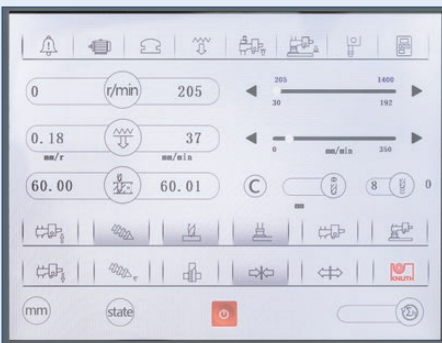 205 1400
0 r/min 205
30 192
0.18 37
mm/r mm/min
0 mm/min 350
60.00 60.01 C 8 0
mm
KNUTH
mm state